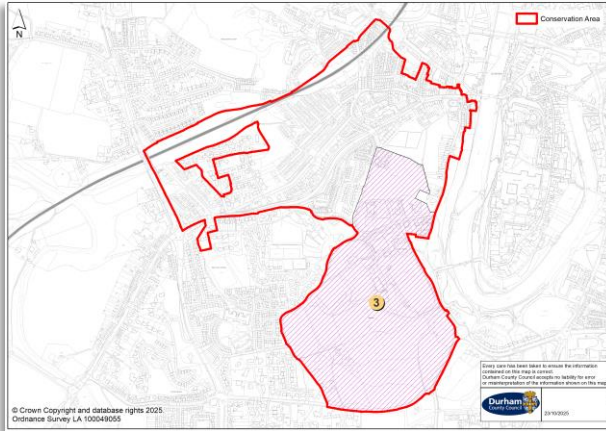 N
Conservation Area
3
Every care has been taken to ensure the information
contained on this map is correct.
Durham County Council accepts no liability for error
or misinterpretation of the information shown on this map
Durham
County Council
23/10/2025
© Crown Copyright and database rights 2025.
Ordnance Survey LA 100049055